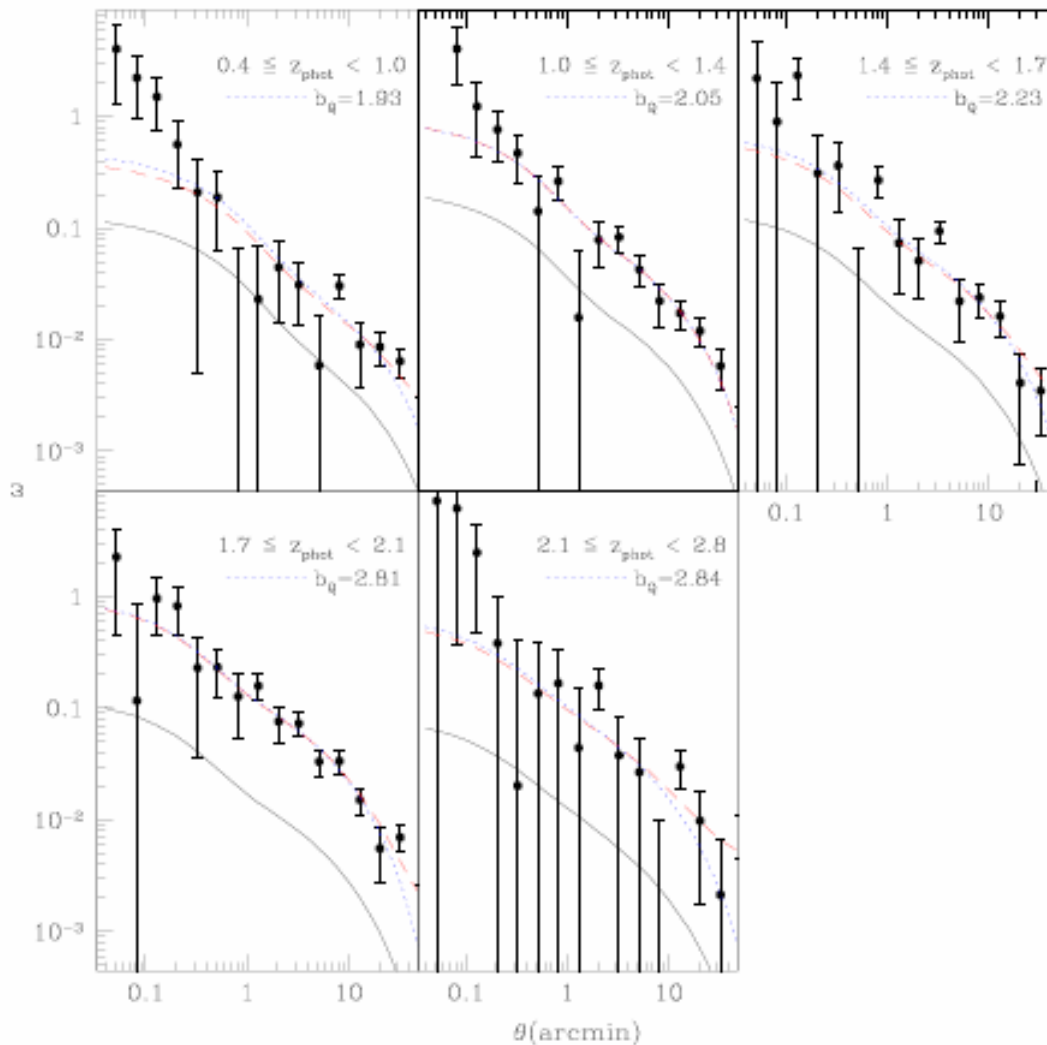 0.4 ≤ z_phot < 1.0
b_Q=1.93
1.0 ≤ z_phot < 1.4
b_Q=2.05
1.4 ≤ z_phot < 1.7
b_Q=2.23
1
0.1
10^-2
10^-3
3
0.1 1 10
1.7 ≤ z_phot < 2.1
b_Q=2.81
2.1 ≤ z_phot < 2.8
b_Q=2.84
1
0.1
10^-2
10^-3
0.1 1 10
0.1 1 10
θ(arcmin)